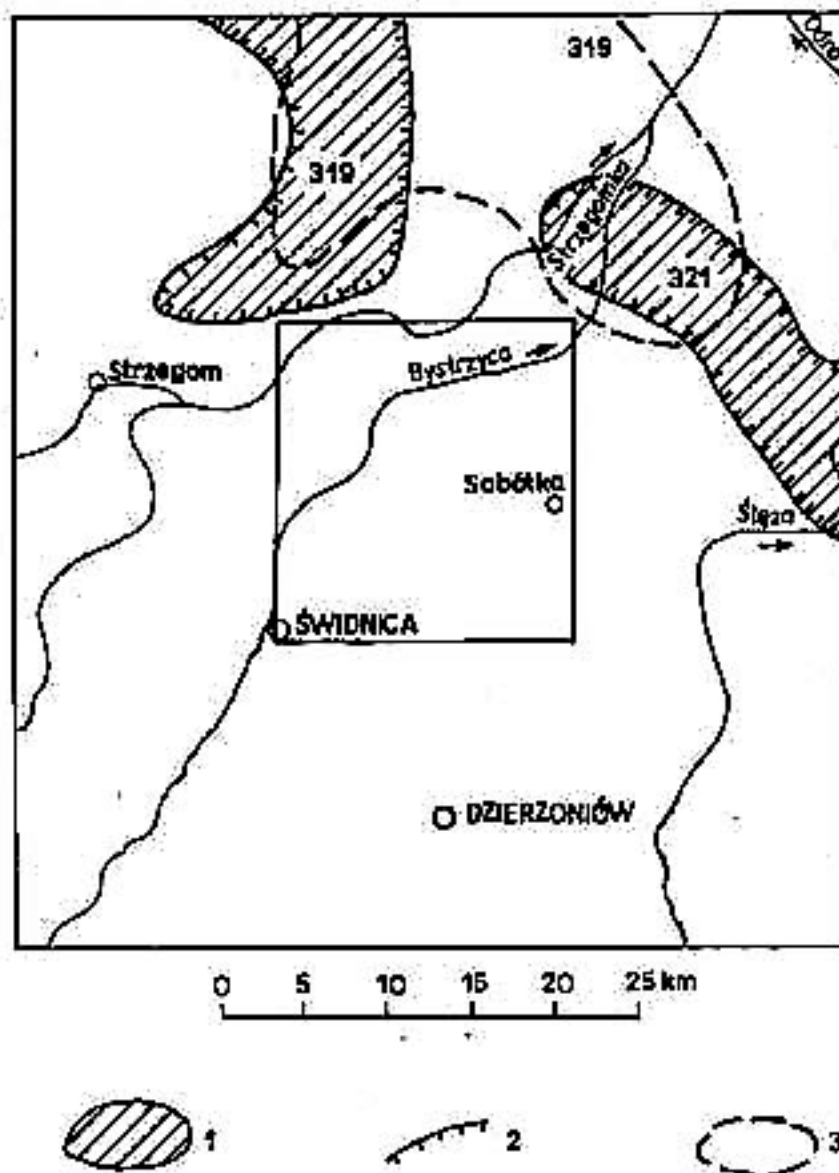 Odra
319
Strzegomka
319
321
Strzegom
Bystrzyca
Sobótka
Ślęza
ŚWIDNICA
DZIERZONIÓW
0 5 10 15 20 25 km
1 2 3